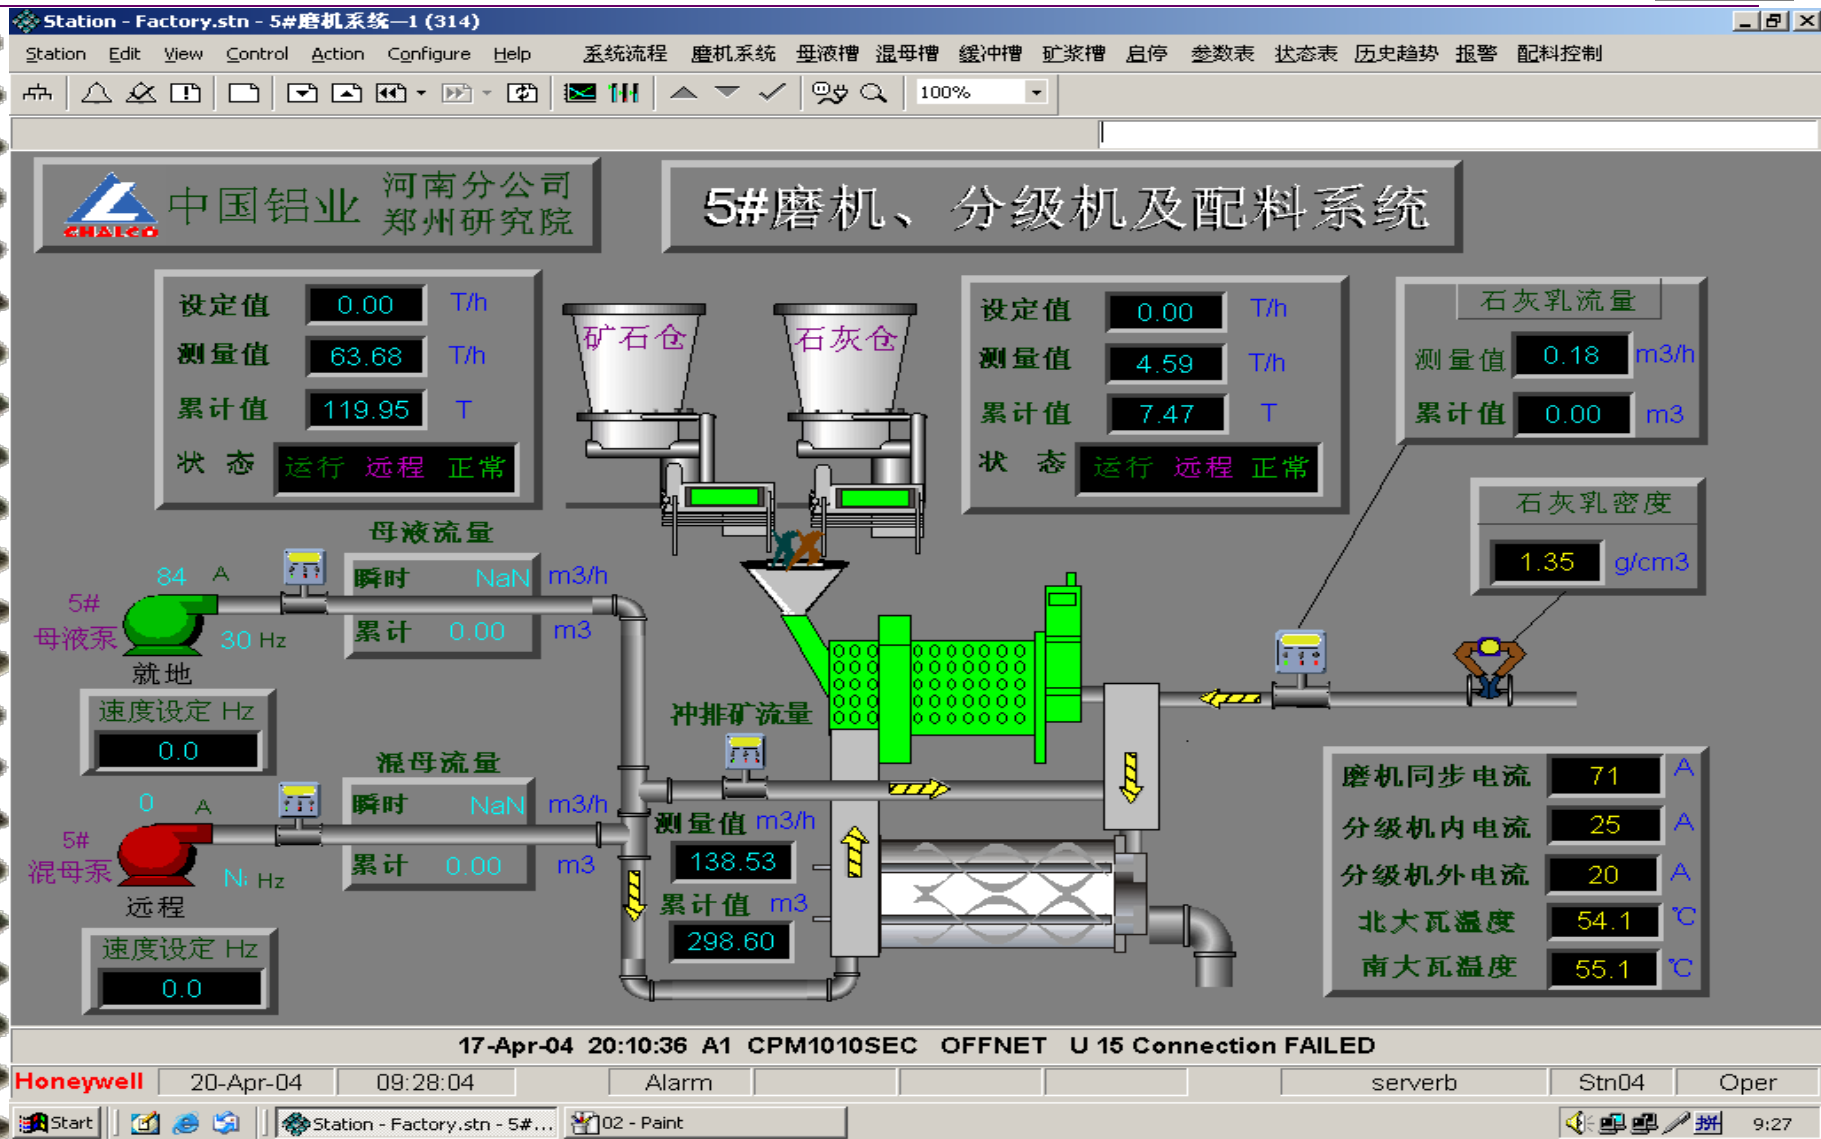 Station - Factory.stn - 5#磨机系统—1 (314)
Station Edit View Control Action Configure Help 系统流程 磨机系统 母液槽 混母槽 缓冲槽 矿浆槽 启停 参数表 状态表 历史趋势 报警 配料控制
100%
CHALCO
中国铝业
河南分公司
郑州研究院
5#磨机、分级机及配料系统
设定值 0.00 T/h
测量值 63.68 T/h
累计值 119.95 T
状态 运行 远程 正常
矿石仓
石灰仓
设定值 0.00 T/h
测量值 4.59 T/h
累计值 7.47 T
状态 运行 远程 正常
石灰乳流量
测量值 0.18 m3/h
累计值 0.00 m3
石灰乳密度
1.35 g/cm3
母液流量
瞬时 NaN m3/h
累计 0.00 m3
84 A
5#
母液泵
30 Hz
就地
速度设定 Hz
0.0
混母流量
瞬时 NaN m3/h
累计 0.00 m3
0 A
5#
混母泵
Hz
远程
速度设定 Hz
0.0
冲排矿流量
测量值 m3/h
138.53
累计值 m3
298.60
磨机同步电流 71 A
分级机内电流 25 A
分级机外电流 20 A
北大瓦温度 54.1 ℃
南大瓦温度 55.1 ℃
17-Apr-04 20:10:36 A1 CPM1010SEC OFFNET U 15 Connection FAILED
Honeywell 20-Apr-04 09:28:04 Alarm serverb Stn04 Oper
Start Station - Factory.stn - 5#... 02 - Paint 拼 9:27